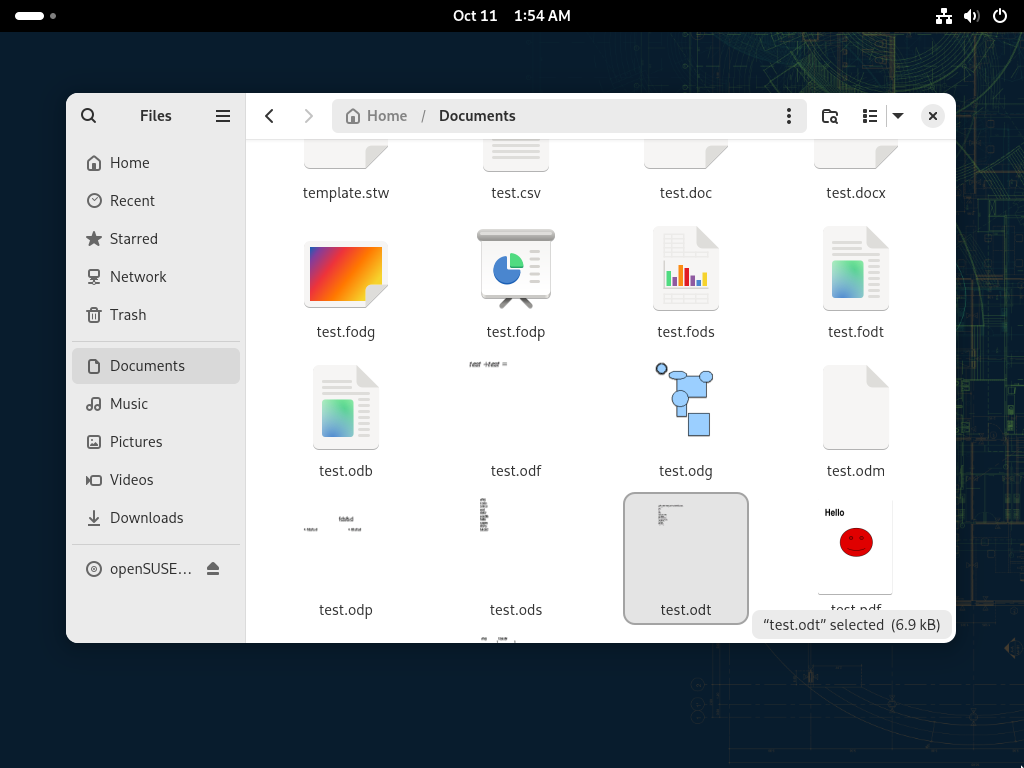 Oct 11 1:54 AM
Files
Home / Documents
Home
Recent
Starred
Network
Trash
Documents
Music
Pictures
Videos
Downloads
openSUSE…
template.stw
test.csv
test.doc
test.docx
test.fodg
test.fodp
test.fods
test.fodt
test +test =
test.odb
test.odf
test.odg
test.odm
Hello
test.odp
test.ods
test.odt
test.pdf
“test.odt” selected (6.9 kB)